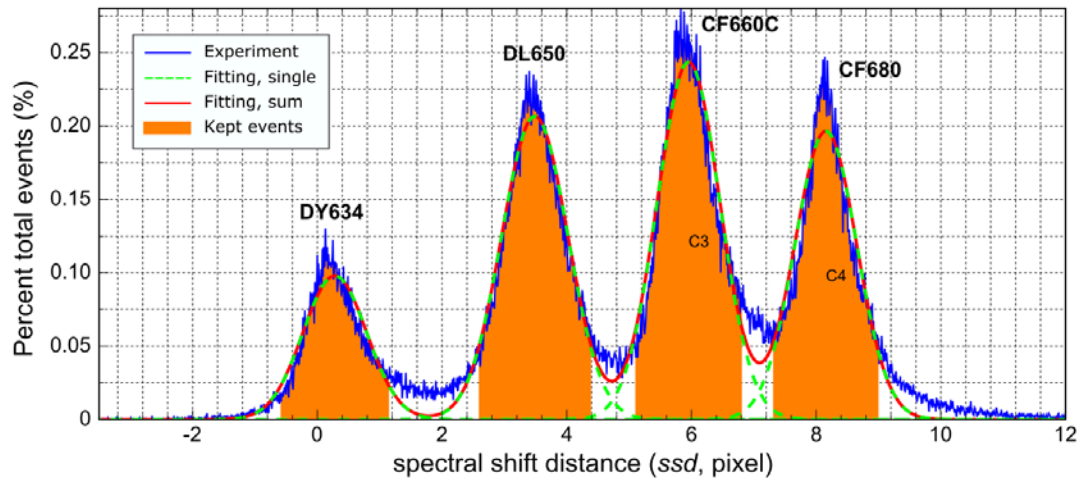 CF660C
DL650
CF680
DY634
Experiment
Fitting, single
Fitting, sum
Kept events
C3
C4
Percent total events (%)
0.25
0.20
0.15
0.10
0.05
0
-2 0 2 4 6 8 10 12
spectral shift distance (ssd, pixel)